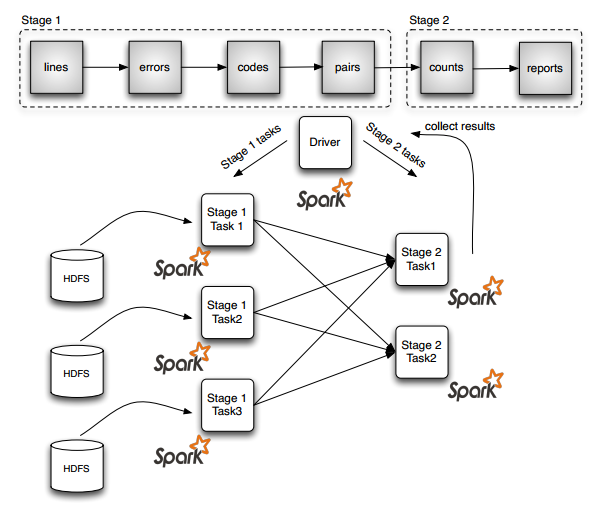 Stage 1
Stage 2
lines
errors
codes
pairs
counts
reports
Driver
Stage 1 tasks
Stage 2 tasks
collect results
Spark
Stage 1
Task 1
Spark
HDFS
Stage 2
Task1
Spark
Stage 1
Task2
Spark
HDFS
Stage 2
Task2
Spark
Stage 1
Task3
Spark
HDFS